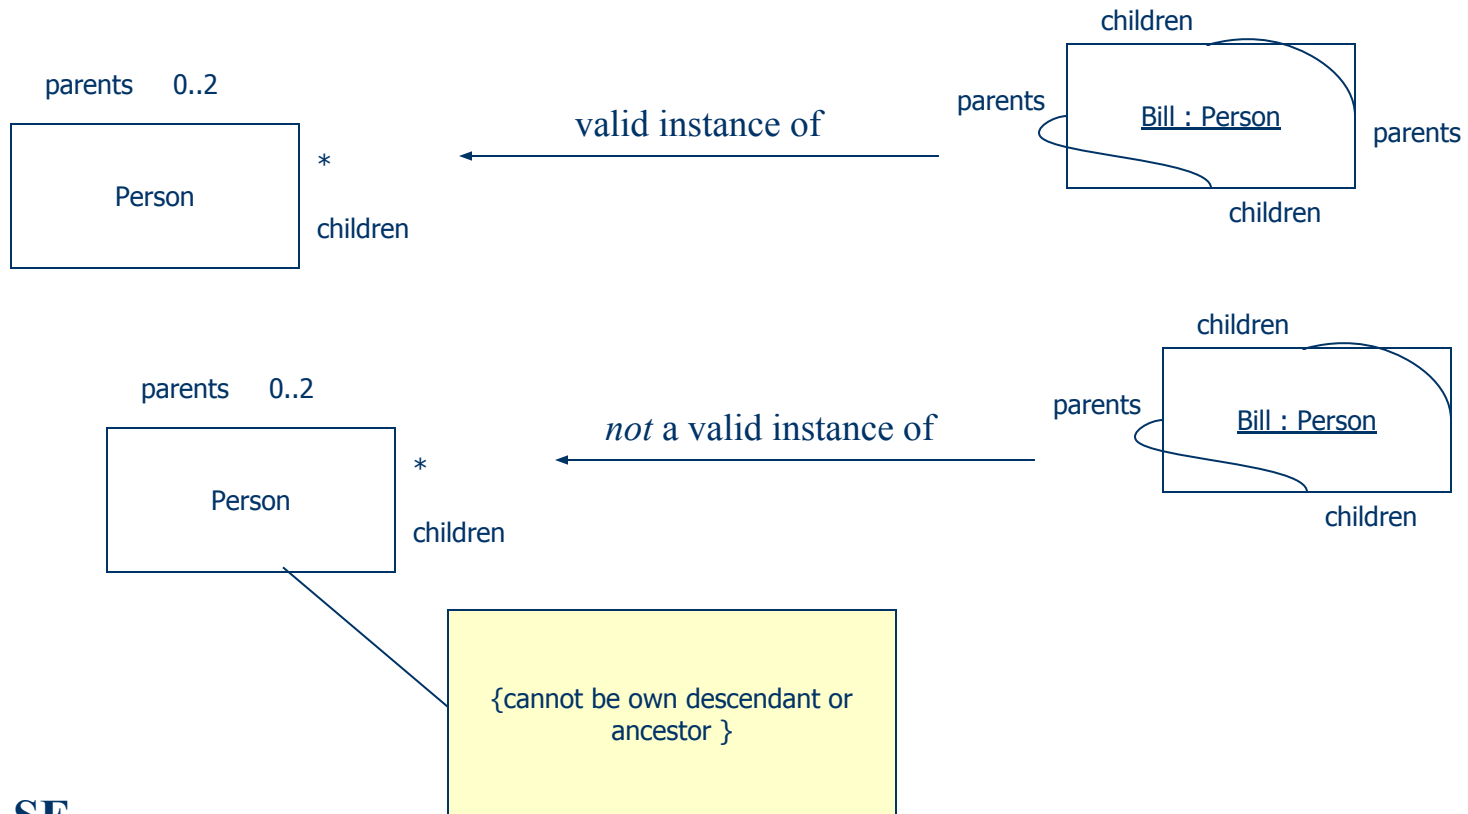 children
parents 0..2
parents
valid instance of
Bill : Person
parents
*
Person
children
children
children
parents 0..2
parents
not a valid instance of
Bill : Person
*
Person
children
children
{cannot be own descendant or
ancestor }
SE